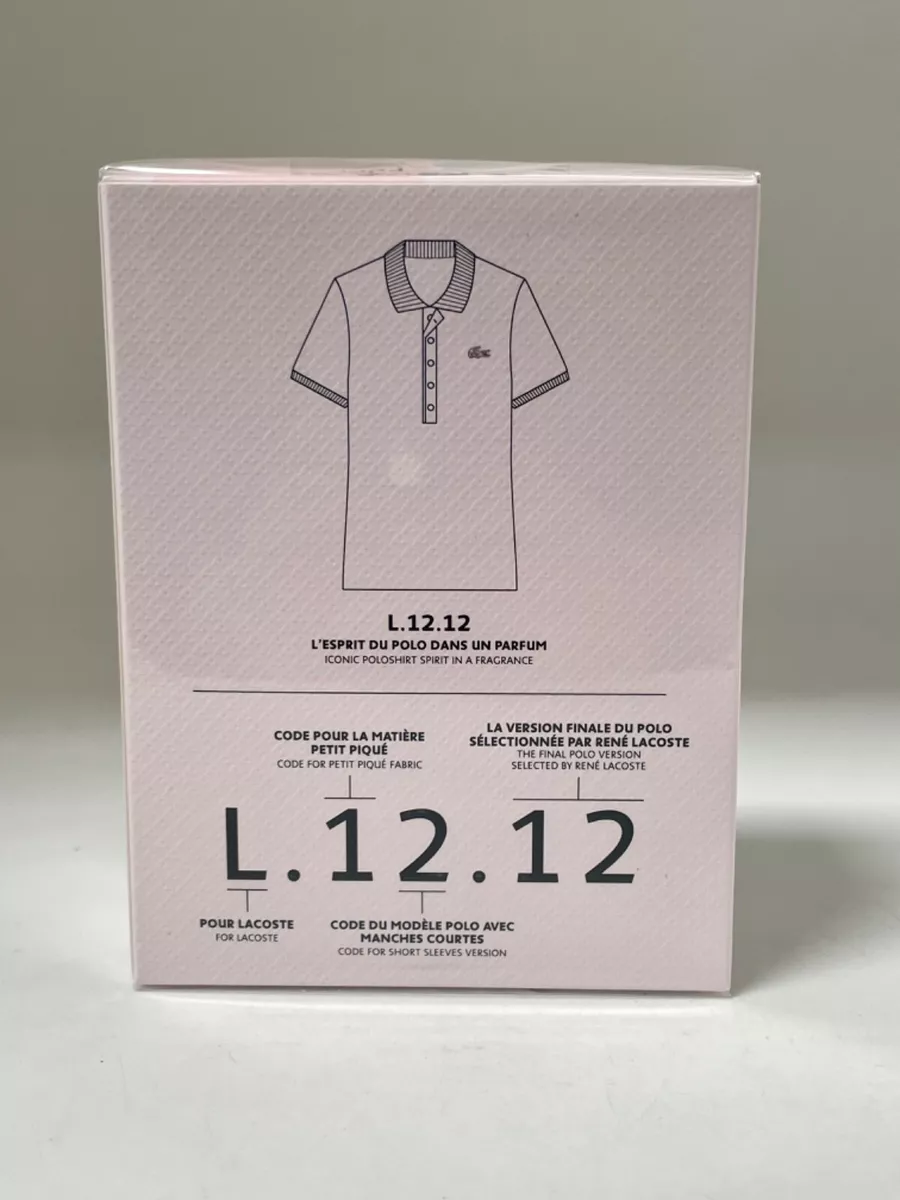 L.12.12
L'ESPRIT DU POLO DANS UN PARFUM
ICONIC POLOSHIRT SPIRIT IN A FRAGRANCE
CODE POUR LA MATIÈRE
PETIT PIQUÉ
CODE FOR PETIT PIQUÉ FABRIC
LA VERSION FINALE DU POLO
SÉLECTIONNÉE PAR RENÉ LACOSTE
THE FINAL POLO VERSION
SELECTED BY RENÉ LACOSTE
L.12.12
POUR LACOSTE
FOR LACOSTE
CODE DU MODÈLE POLO AVEC
MANCHES COURTES
CODE FOR SHORT SLEEVES VERSION